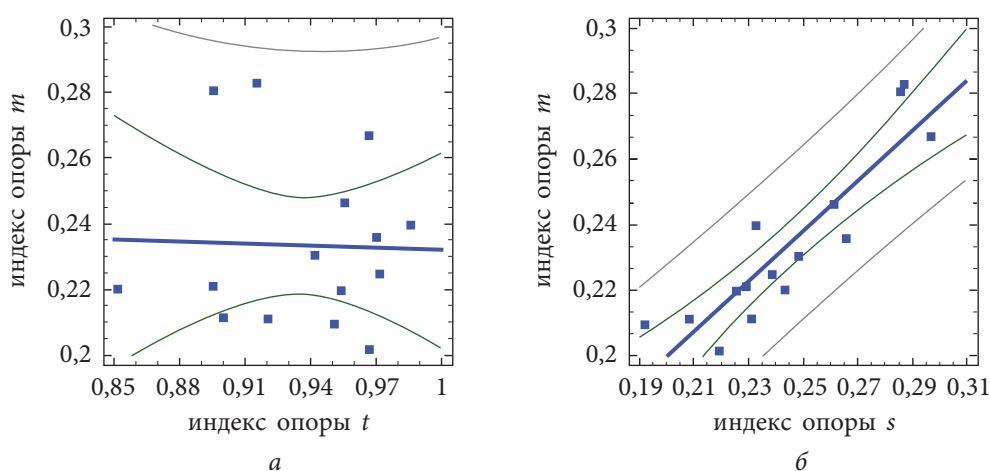 0,3
0,28
0,26
0,24
0,22
0,2
индекс опоры m
0,85 0,88 0,91 0,94 0,97 1
индекс опоры t
а
0,3
0,28
0,26
0,24
0,22
0,2
индекс опоры m
0,19 0,21 0,23 0,25 0,27 0,29 0,31
индекс опоры s
б